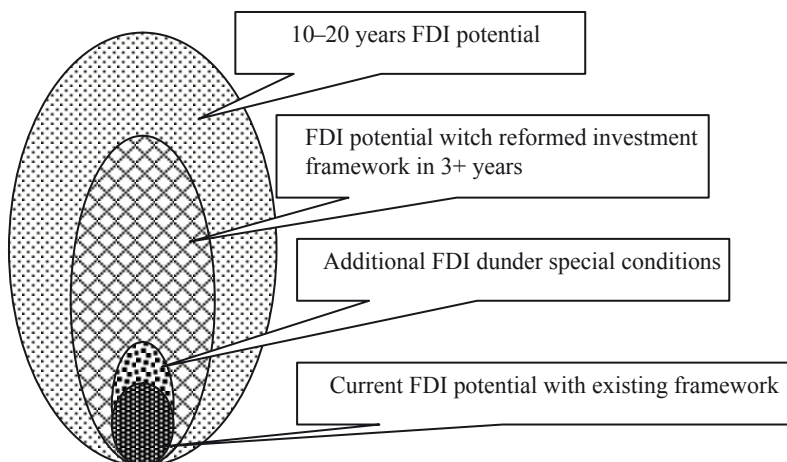 10–20 years FDI potential
FDI potential witch reformed investment
framework in 3+ years
Additional FDI dunder special conditions
Current FDI potential with existing framework